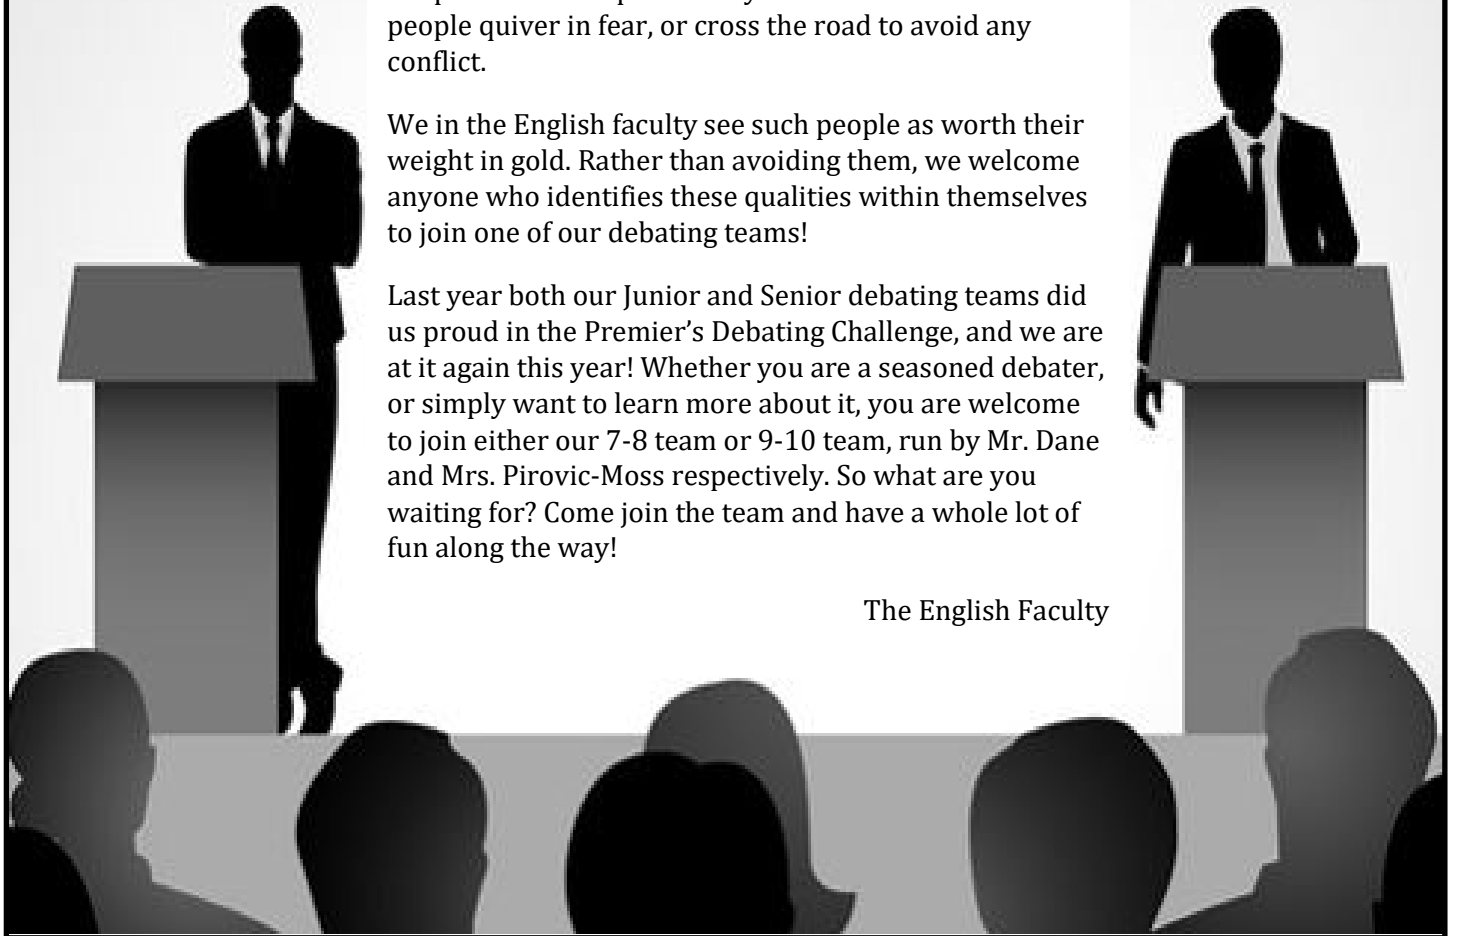 people quiver in fear, or cross the road to avoid any
conflict.
We in the English faculty see such people as worth their
weight in gold. Rather than avoiding them, we welcome
anyone who identifies these qualities within themselves
to join one of our debating teams!
Last year both our Junior and Senior debating teams did
us proud in the Premier’s Debating Challenge, and we are
at it again this year! Whether you are a seasoned debater,
or simply want to learn more about it, you are welcome
to join either our 7-8 team or 9-10 team, run by Mr. Dane
and Mrs. Pirovic-Moss respectively. So what are you
waiting for? Come join the team and have a whole lot of
fun along the way!
The English Faculty